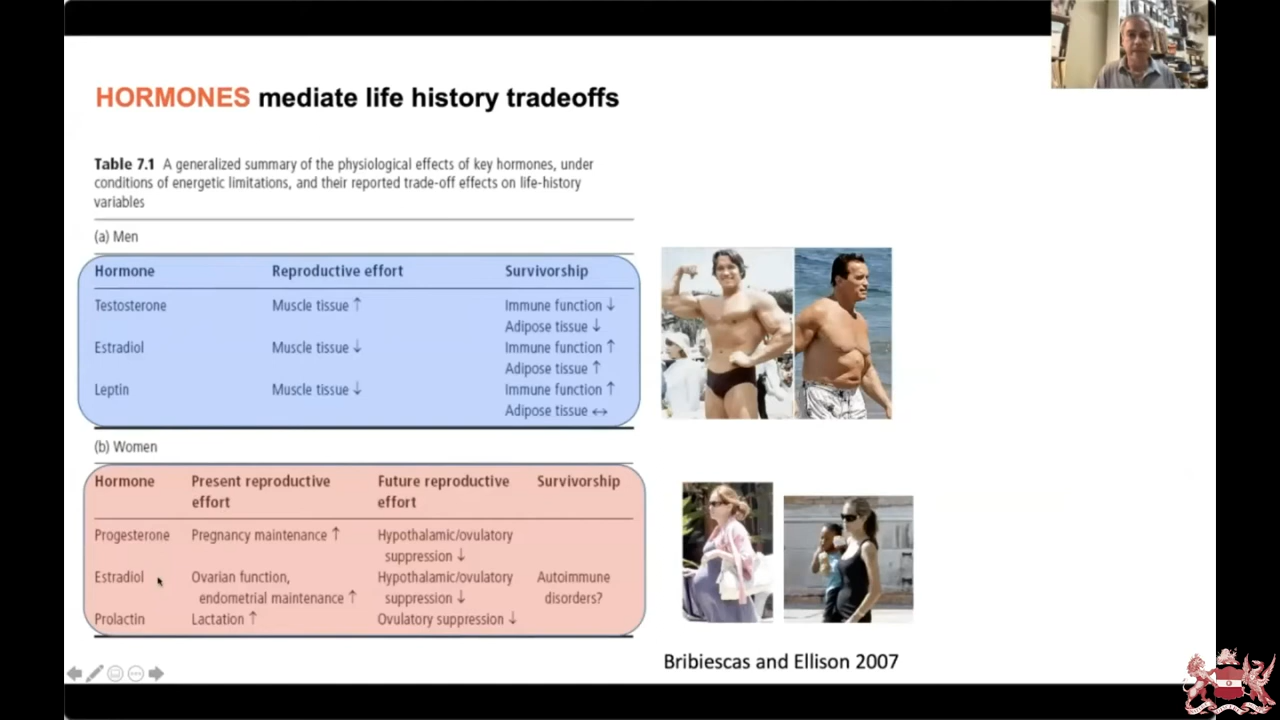 HORMONES mediate life history tradeoffs
Table 7.1 A generalized summary of the physiological effects of key hormones, under
conditions of energetic limitations, and their reported trade-off effects on life-history
variables
(a) Men
Hormone Reproductive effort Survivorship
Testosterone Muscle tissue ↑ Immune function ↓
Adipose tissue ↓
Estradiol Muscle tissue ↓ Immune function ↑
Adipose tissue ↑
Leptin Muscle tissue ↓ Immune function ↑
Adipose tissue ↔
(b) Women
Hormone Present reproductive Future reproductive Survivorship
effort effort
Progesterone Pregnancy maintenance ↑ Hypothalamic/ovulatory
suppression ↓
Estradiol Ovarian function, Hypothalamic/ovulatory Autoimmune
endometrial maintenance ↑ suppression ↓ disorders?
Prolactin Lactation ↑ Ovulatory suppression ↓
Bribiescas and Ellison 2007